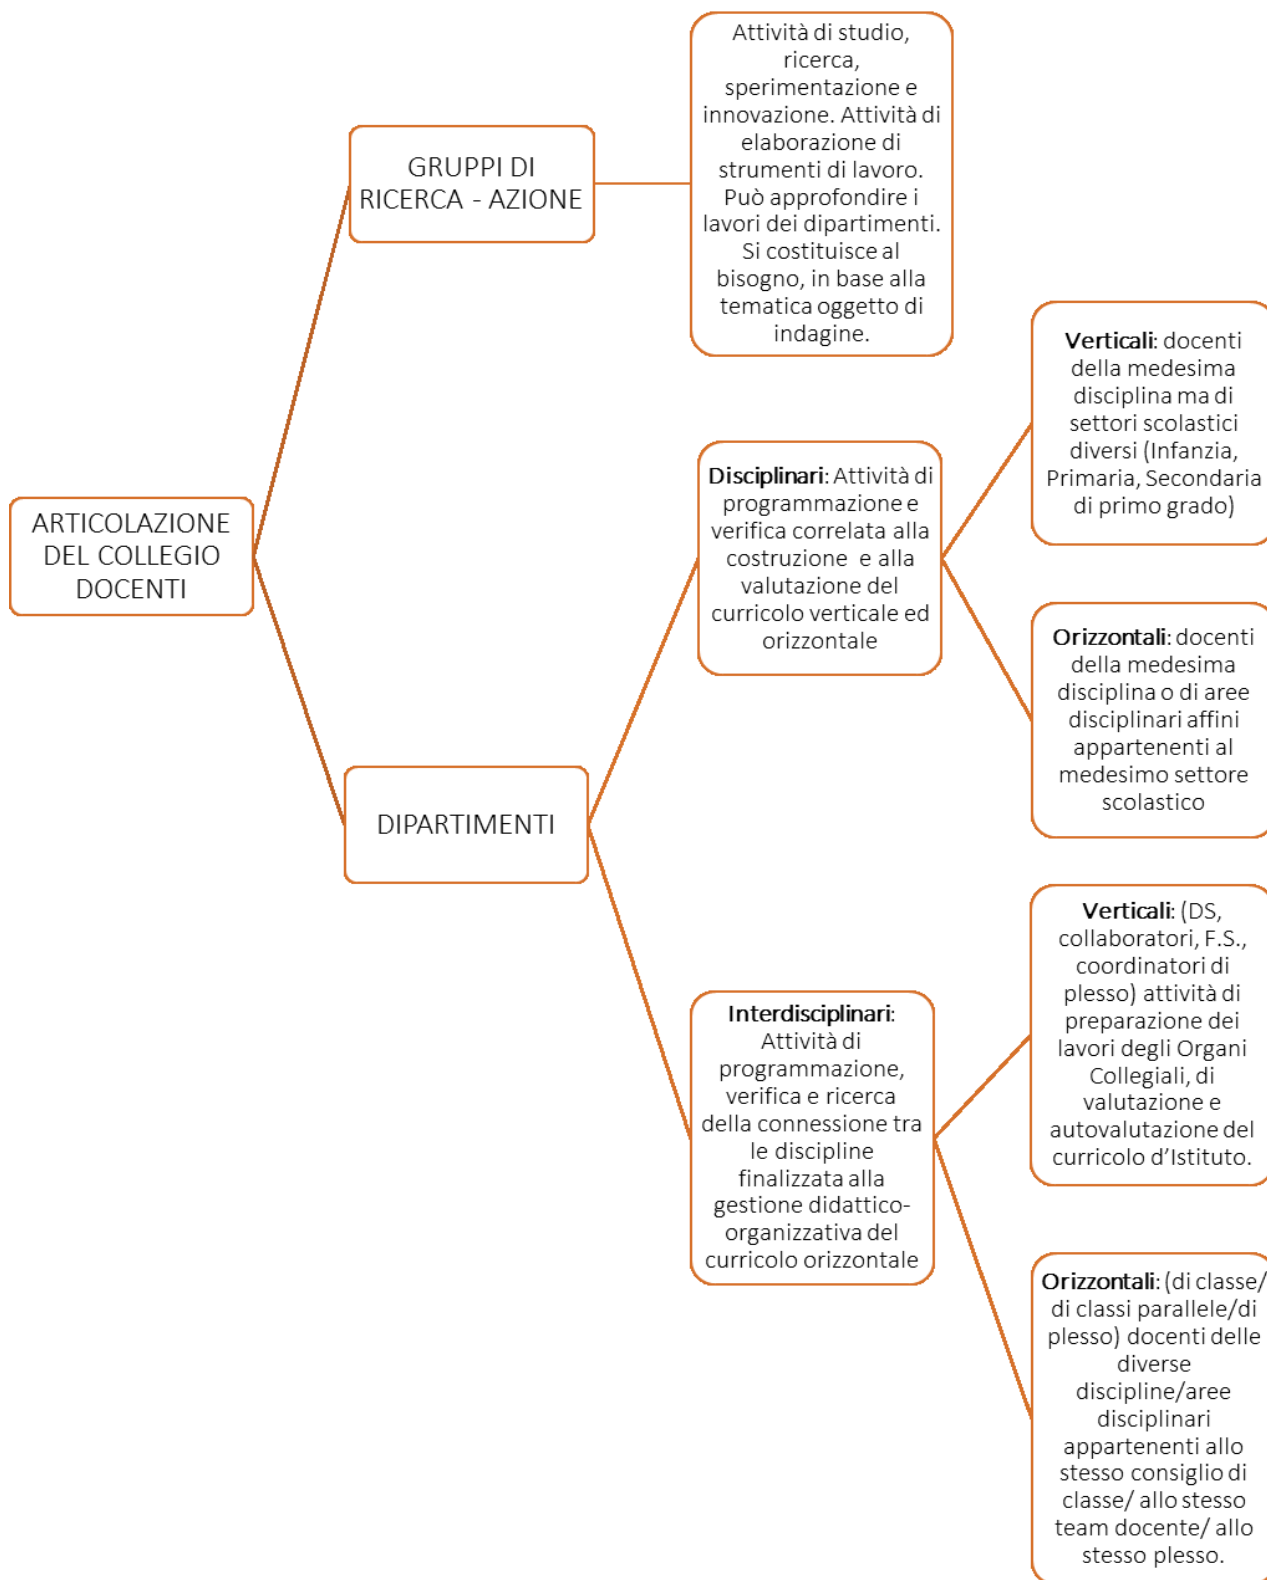 ARTICOLAZIONE
DEL COLLEGIO
DOCENTI
GRUPPI DI
RICERCA - AZIONE
Attività di studio,
ricerca,
sperimentazione e
innovazione. Attività di
elaborazione di
strumenti di lavoro.
Può approfondire i
lavori dei dipartimenti.
Si costituisce al
bisogno, in base alla
tematica oggetto di
indagine.
DIPARTIMENTI
Disciplinari: Attività di
programmazione e
verifica correlata alla
costruzione e alla
valutazione del
curricolo verticale ed
orizzontale
Verticali: docenti
della medesima
disciplina ma di
settori scolastici
diversi (Infanzia,
Primaria, Secondaria
di primo grado)
Orizzontali: docenti
della medesima
disciplina o di aree
disciplinari affini
appartenenti al
medesimo settore
scolastico
Interdisciplinari:
Attività di
programmazione,
verifica e ricerca
della connessione tra
le discipline
finalizzata alla
gestione didattico-
organizzativa del
curricolo orizzontale
Verticali: (DS,
collaboratori, F.S.,
coordinatori di
plesso) attività di
preparazione dei
lavori degli Organi
Collegiali, di
valutazione e
autovalutazione del
curricolo d’Istituto.
Orizzontali: (di classe/
di classi parallele/di
plesso) docenti delle
diverse
discipline/aree
disciplinari
appartenenti allo
stesso consiglio di
classe/ allo stesso
team docente/ allo
stesso plesso.